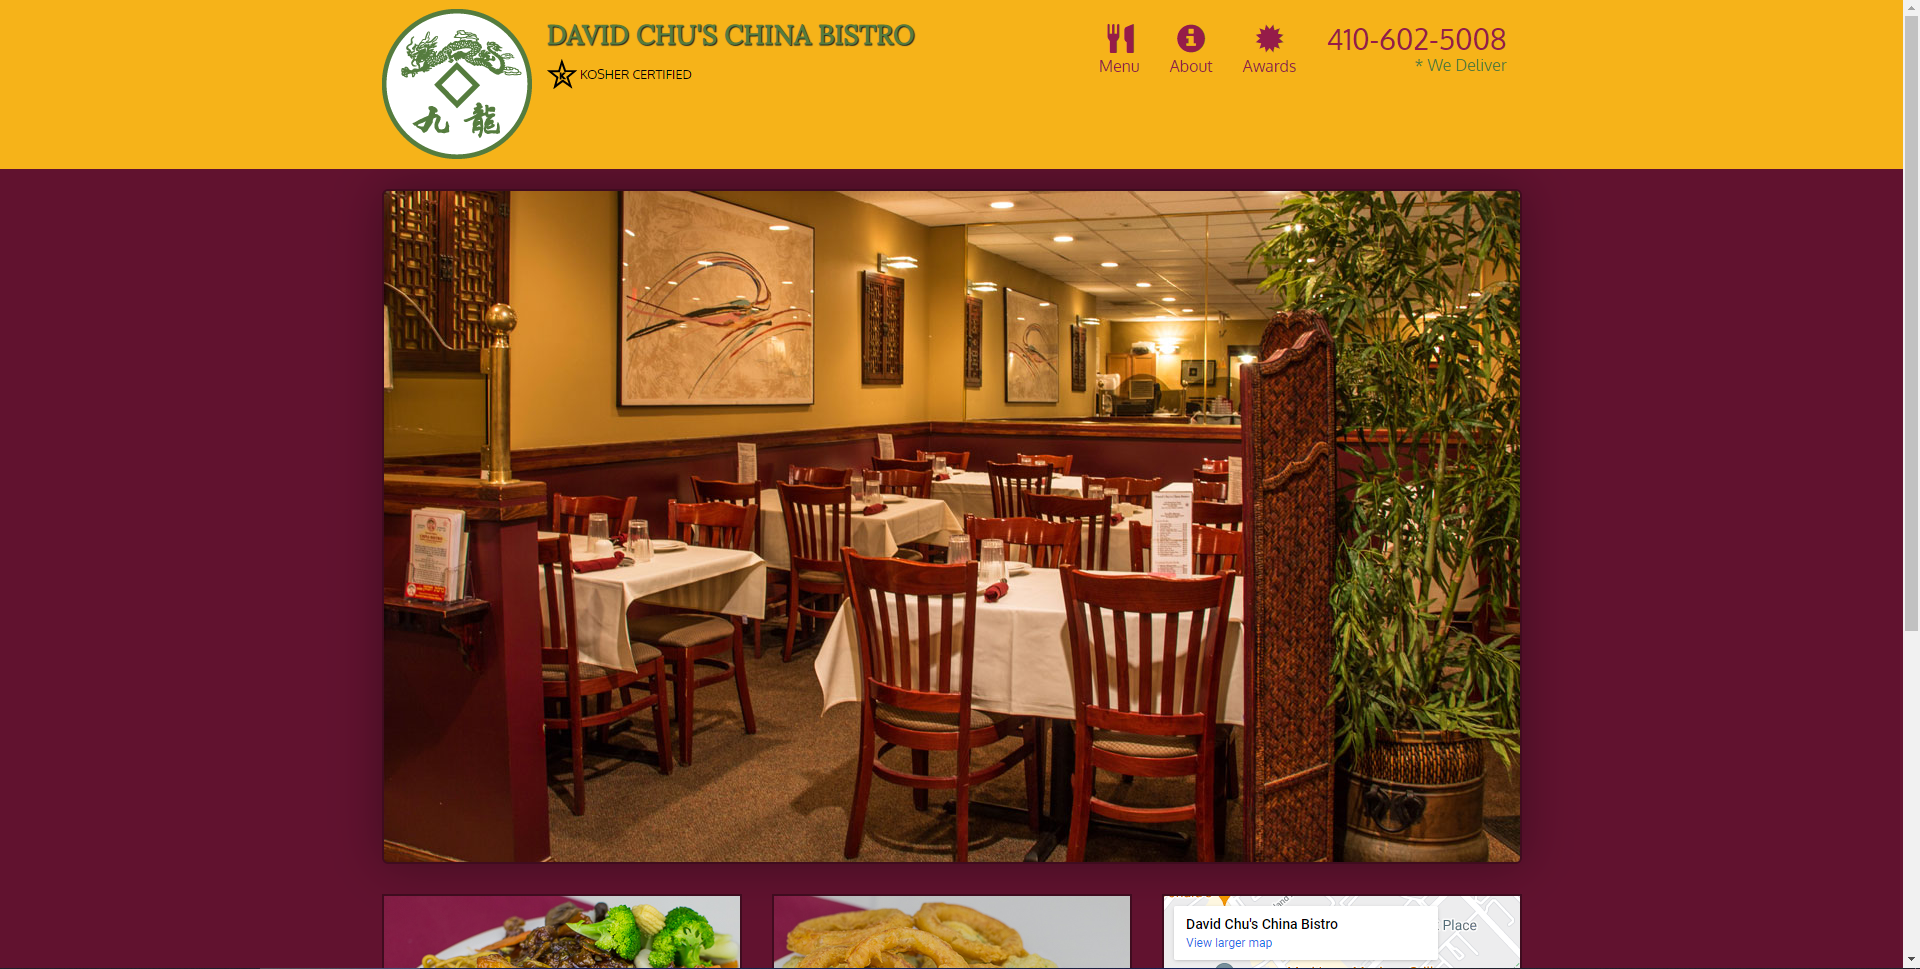 DAVID CHU'S CHINA BISTRO
K KOSHER CERTIFIED
九龍
Menu
About
Awards
410-602-5008
* We Deliver
David Chu's China Bistro
View larger map
Place